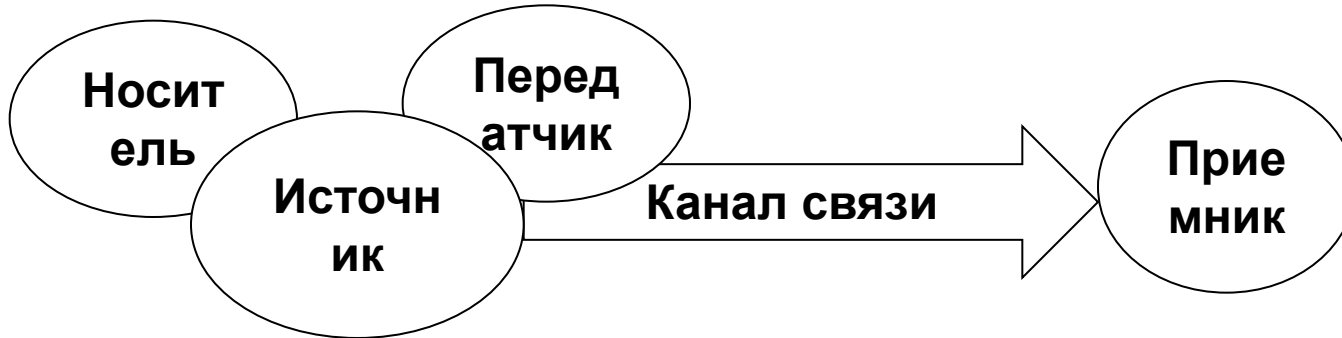 Носит
ель
Перед
атчик
Источн
ик
Канал связи
Прие
мник